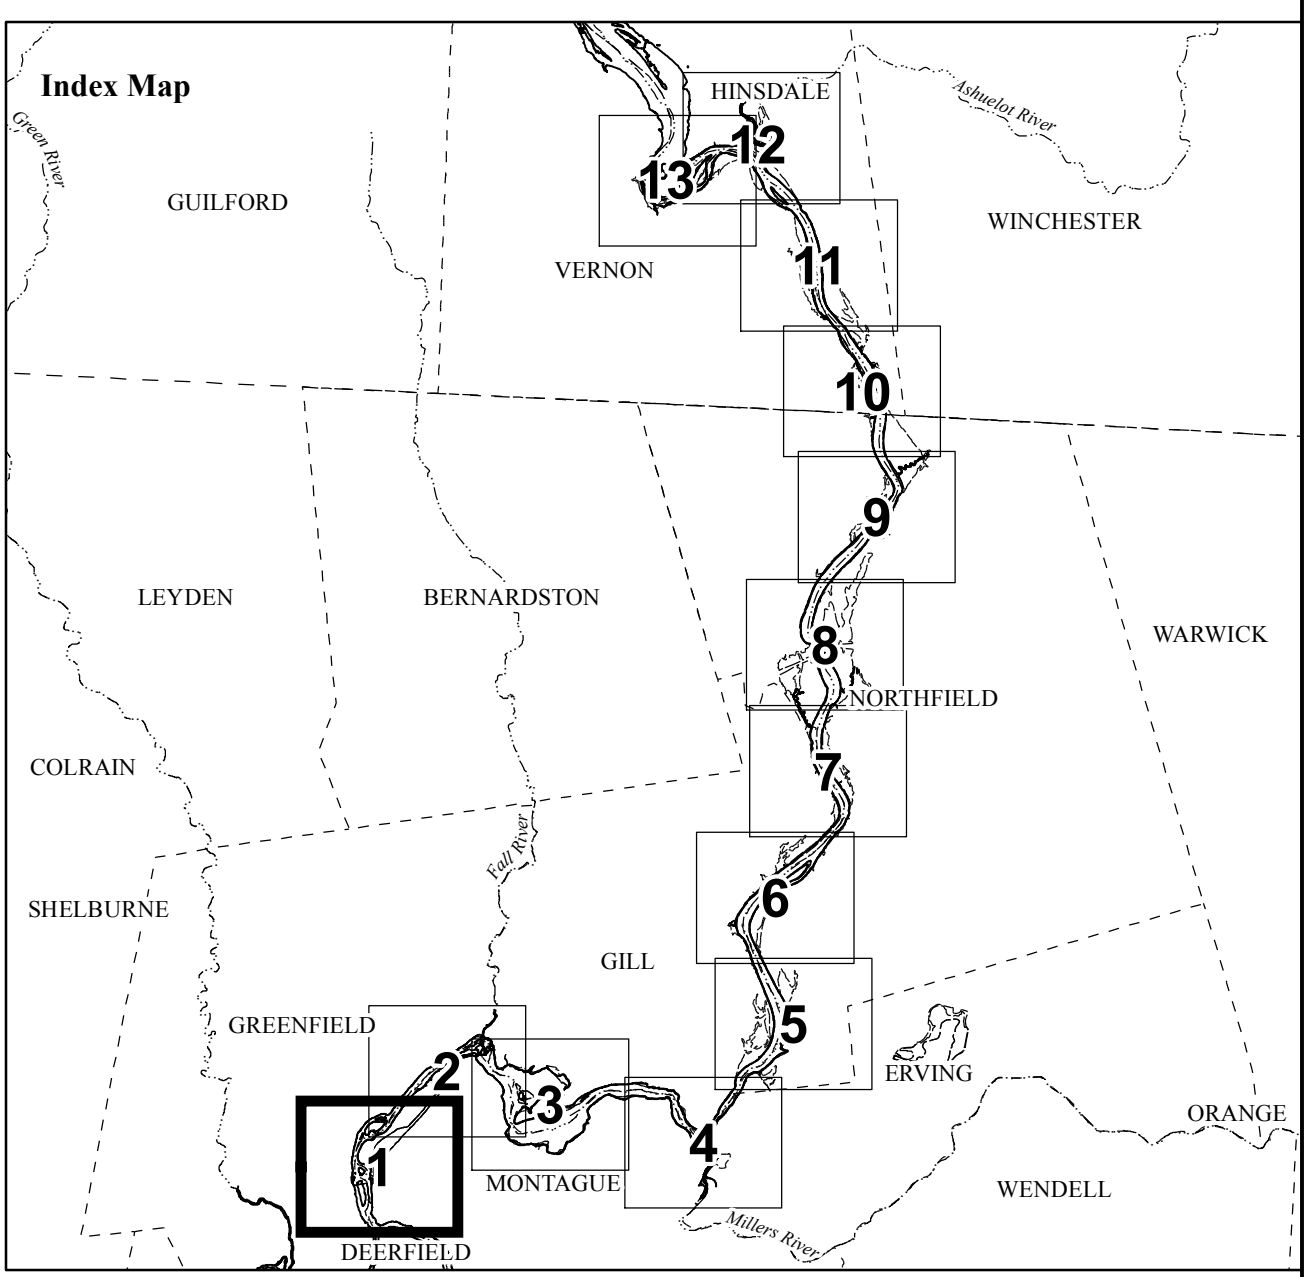 Index Map
HINSDALE
Ashuelot River
Green River
12
13
GUILFORD
WINCHESTER
11
VERNON
10
9
LEYDEN
BERNARDSTON
WARWICK
8
NORTHFIELD
COLRAIN
7
Fall River
6
SHELBURNE
GILL
5
GREENFIELD
2
ERVING
3
ORANGE
4
1
MONTAGUE
WENDELL
Millers River
DEERFIELD